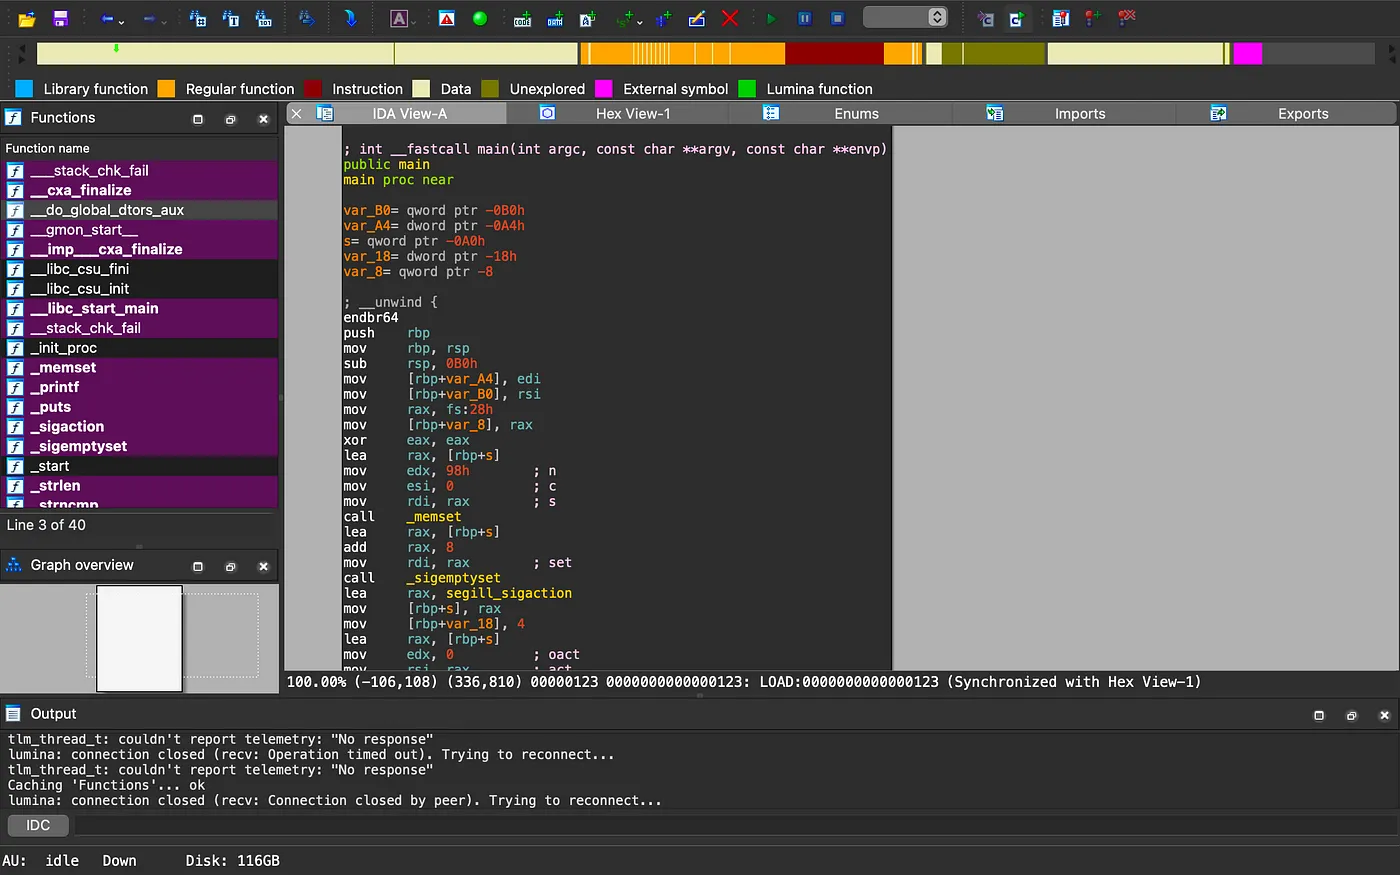 Library function Regular function Instruction Data Unexplored External symbol Lumina function
Functions
Function name
___stack_chk_fail
__cxa_finalize
__do_global_dtors_aux
__gmon_start__
__imp___cxa_finalize
__libc_csu_fini
__libc_csu_init
__libc_start_main
__stack_chk_fail
_init_proc
_memset
_printf
_puts
_sigaction
_sigemptyset
_start
_strlen
_strncmp
Line 3 of 40
Graph overview
IDA View-A Hex View-1 Enums Imports Exports
; int __fastcall main(int argc, const char **argv, const char **envp)
public main
main proc near
var_B0= qword ptr -0B0h
var_A4= dword ptr -0A4h
s= qword ptr -0A0h
var_18= dword ptr -18h
var_8= qword ptr -8
; __unwind {
endbr64
push rbp
mov rbp, rsp
sub rsp, 0B0h
mov [rbp+var_A4], edi
mov [rbp+var_B0], rsi
mov rax, fs:28h
mov [rbp+var_8], rax
xor eax, eax
lea rax, [rbp+s]
mov edx, 98h ; n
mov esi, 0 ; c
mov rdi, rax ; s
call _memset
lea rax, [rbp+s]
add rax, 8
mov rdi, rax ; set
call _sigemptyset
lea rax, segill_sigaction
mov [rbp+s], rax
mov [rbp+var_18], 4
lea rax, [rbp+s]
mov edx, 0 ; oact
mov rsi, rax ; act
100.00% (-106,108) (336,810) 00000123 0000000000000123: LOAD:0000000000000123 (Synchronized with Hex View-1)
Output
tlm_thread_t: couldn't report telemetry: "No response"
lumina: connection closed (recv: Operation timed out). Trying to reconnect...
tlm_thread_t: couldn't report telemetry: "No response"
Caching 'Functions'... ok
lumina: connection closed (recv: Connection closed by peer). Trying to reconnect...
IDC
AU: idle Down Disk: 116GB